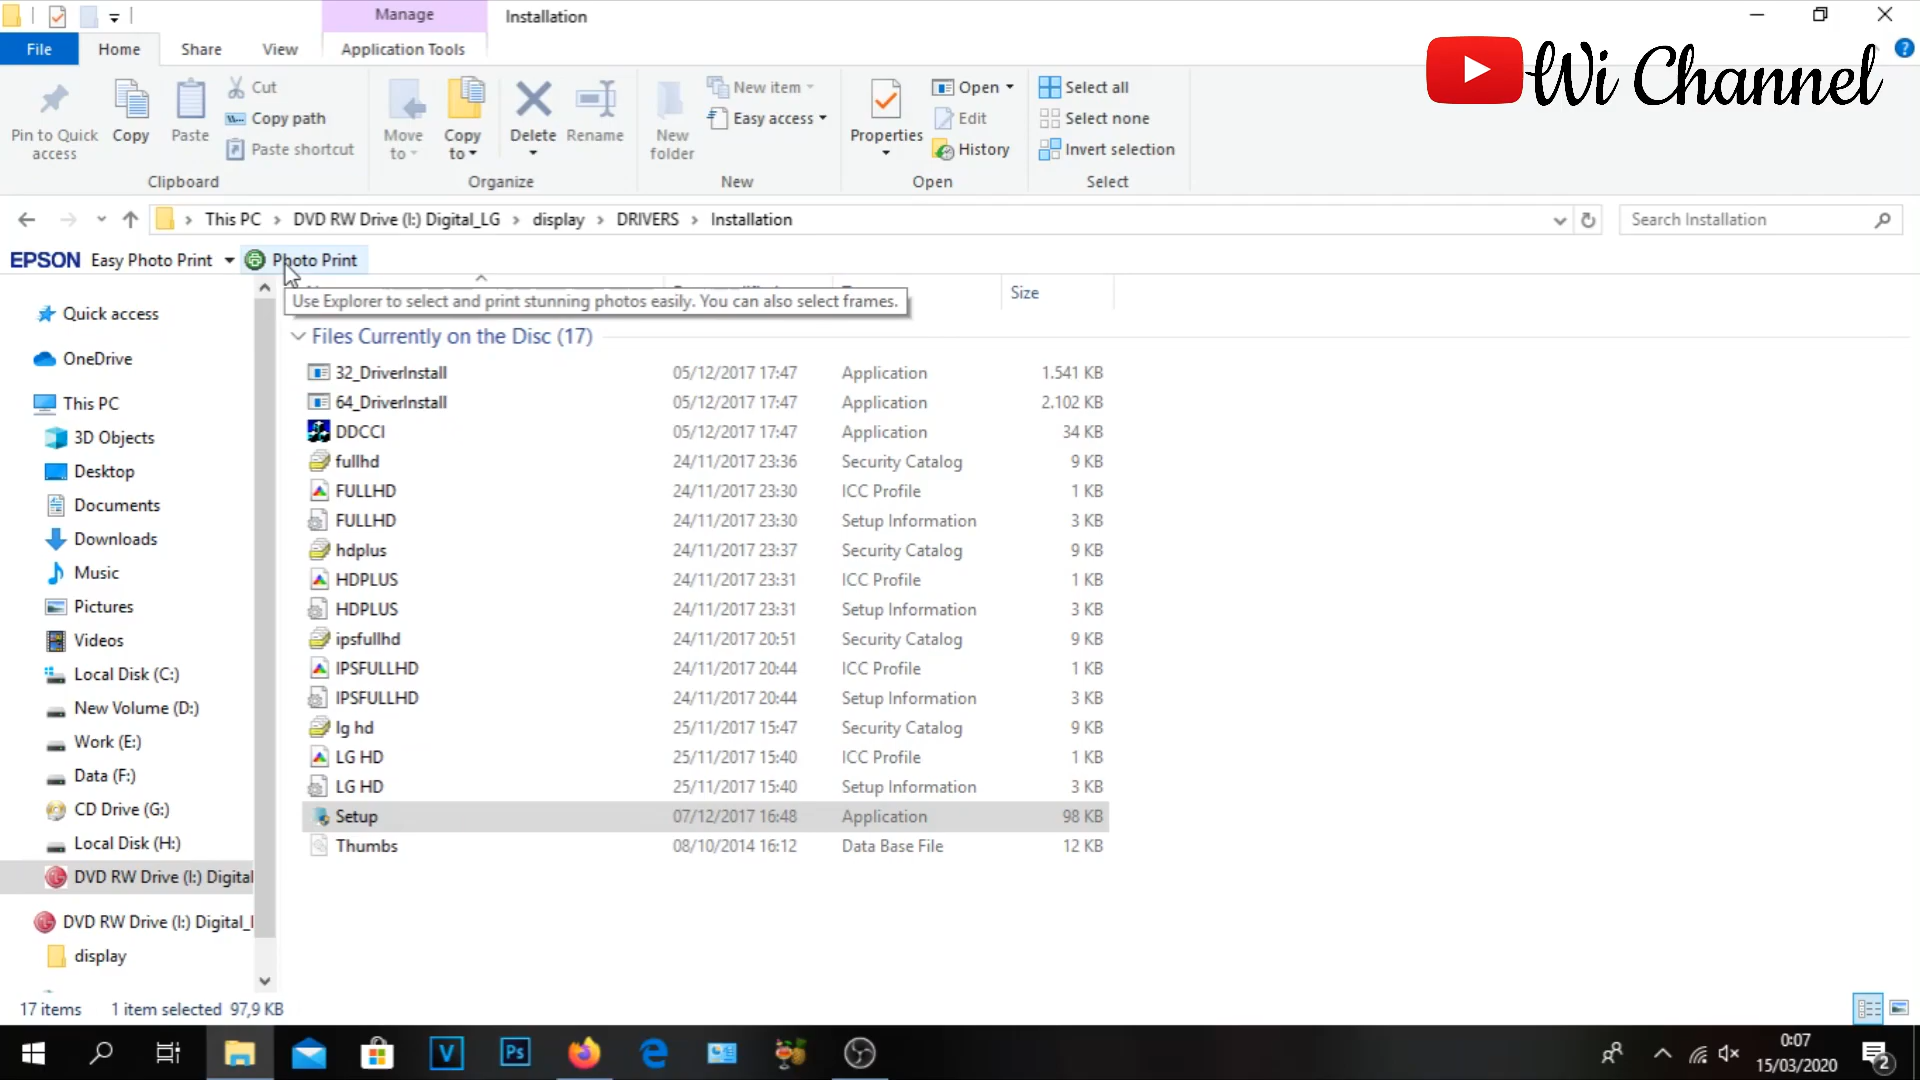 Manage
Installation
File
Home
Share
View
Application Tools
Wi Channel
Pin to Quick access
Copy
Paste
Cut
Copy path
Paste shortcut
Clipboard
Move to
Copy to
Delete
Rename
Organize
New folder
New item
Easy access
New
Properties
Open
Edit
History
Open
Select all
Select none
Invert selection
Select
This PC
DVD RW Drive (I:) Digital_LG
display
DRIVERS
Installation
Search Installation
EPSON Easy Photo Print
Photo Print
Use Explorer to select and print stunning photos easily. You can also select frames.
Size
Quick access
OneDrive
This PC
3D Objects
Desktop
Documents
Downloads
Music
Pictures
Videos
Local Disk (C:)
New Volume (D:)
Work (E:)
Data (F:)
CD Drive (G:)
Local Disk (H:)
DVD RW Drive (I:) Digital
DVD RW Drive (I:) Digital_
display
Files Currently on the Disc (17)
32_DriverInstall 05/12/2017 17:47 Application 1.541 KB
64_DriverInstall 05/12/2017 17:47 Application 2.102 KB
DDCCI 05/12/2017 17:47 Application 34 KB
fullhd 24/11/2017 23:36 Security Catalog 9 KB
FULLHD 24/11/2017 23:30 ICC Profile 1 KB
FULLHD 24/11/2017 23:30 Setup Information 3 KB
hdplus 24/11/2017 23:37 Security Catalog 9 KB
HDPLUS 24/11/2017 23:31 ICC Profile 1 KB
HDPLUS 24/11/2017 23:31 Setup Information 3 KB
ipsfullhd 24/11/2017 20:51 Security Catalog 9 KB
IPSFULLHD 24/11/2017 20:44 ICC Profile 1 KB
IPSFULLHD 24/11/2017 20:44 Setup Information 3 KB
lg hd 25/11/2017 15:47 Security Catalog 9 KB
LG HD 25/11/2017 15:40 ICC Profile 1 KB
LG HD 25/11/2017 15:40 Setup Information 3 KB
Setup 07/12/2017 16:48 Application 98 KB
Thumbs 08/10/2014 16:12 Data Base File 12 KB
17 items 1 item selected 97,9 KB
V
Ps
0:07
15/03/2020
2